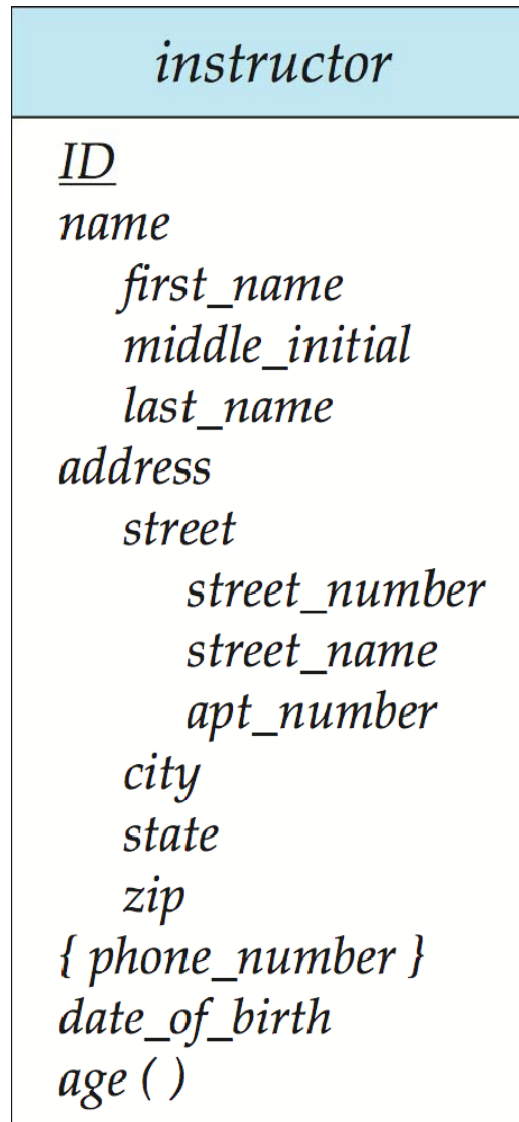 instructor
ID
name
first_name
middle_initial
last_name
address
street
street_number
street_name
apt_number
city
state
zip
{ phone_number }
date_of_birth
age ( )